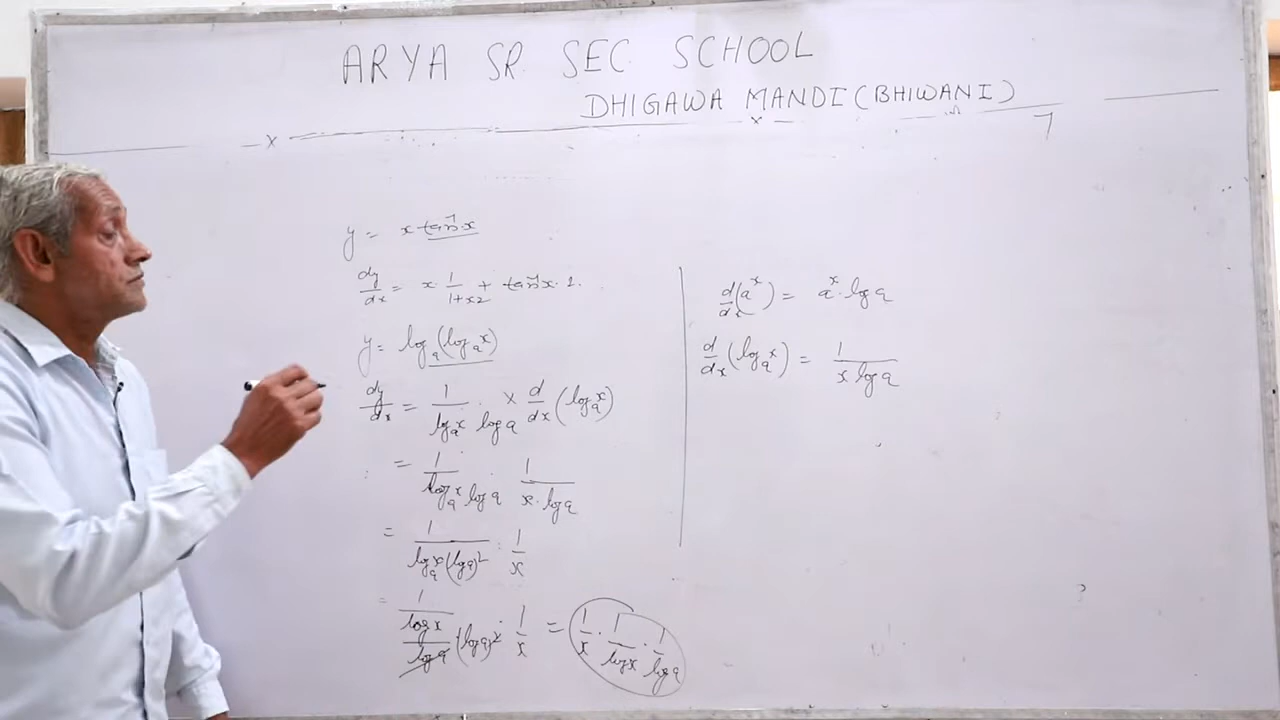 ARYA SR. SEC. SCHOOL
DHIGAWA MANDI (BHIWANI)
y = x tan⁻¹x
dy/dx = x · 1/1+x2 + tan⁻¹x · 1.
y = logₐ(logₐx)
dy/dx = 1/logₐx log a · × d/dx (logₐx)
= 1/logₐx log a · 1/x · log a
= 1/logₐx (log a)² · 1/x
= 1/(log x/log a) (log a)² · 1/x = 1/x · 1/log x · 1/log a
d/dx (aˣ) = aˣ · log a
d/dx (logₐx) = 1/x log a